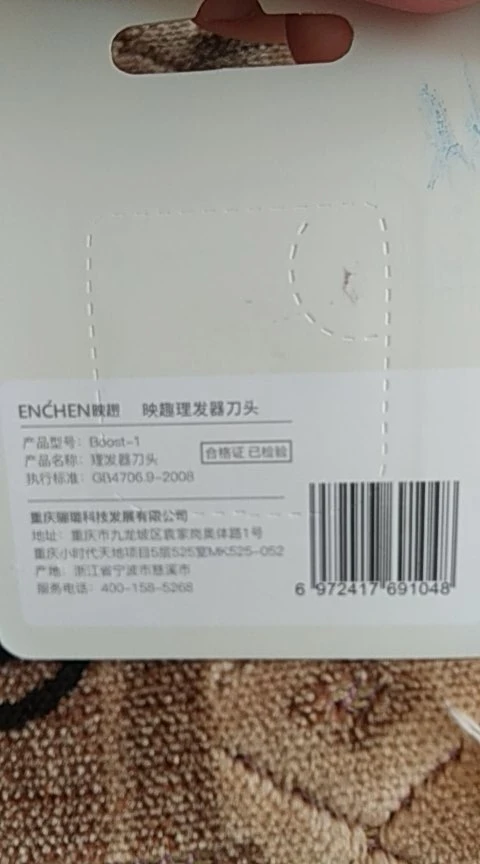 ENCHEN映趣 映趣理发器刀头
产品型号：Boost-1
产品名称：理发器刀头
合格证 已检验
执行标准：GB4706.9-2008
重庆骊璐科技发展有限公司
地址：重庆市九龙坡区袁家岗奥体路1号
重庆小时代天地项目5层525室MK525-052
产地：浙江省宁波市慈溪市
服务电话：400-158-5268
6 972417 691048